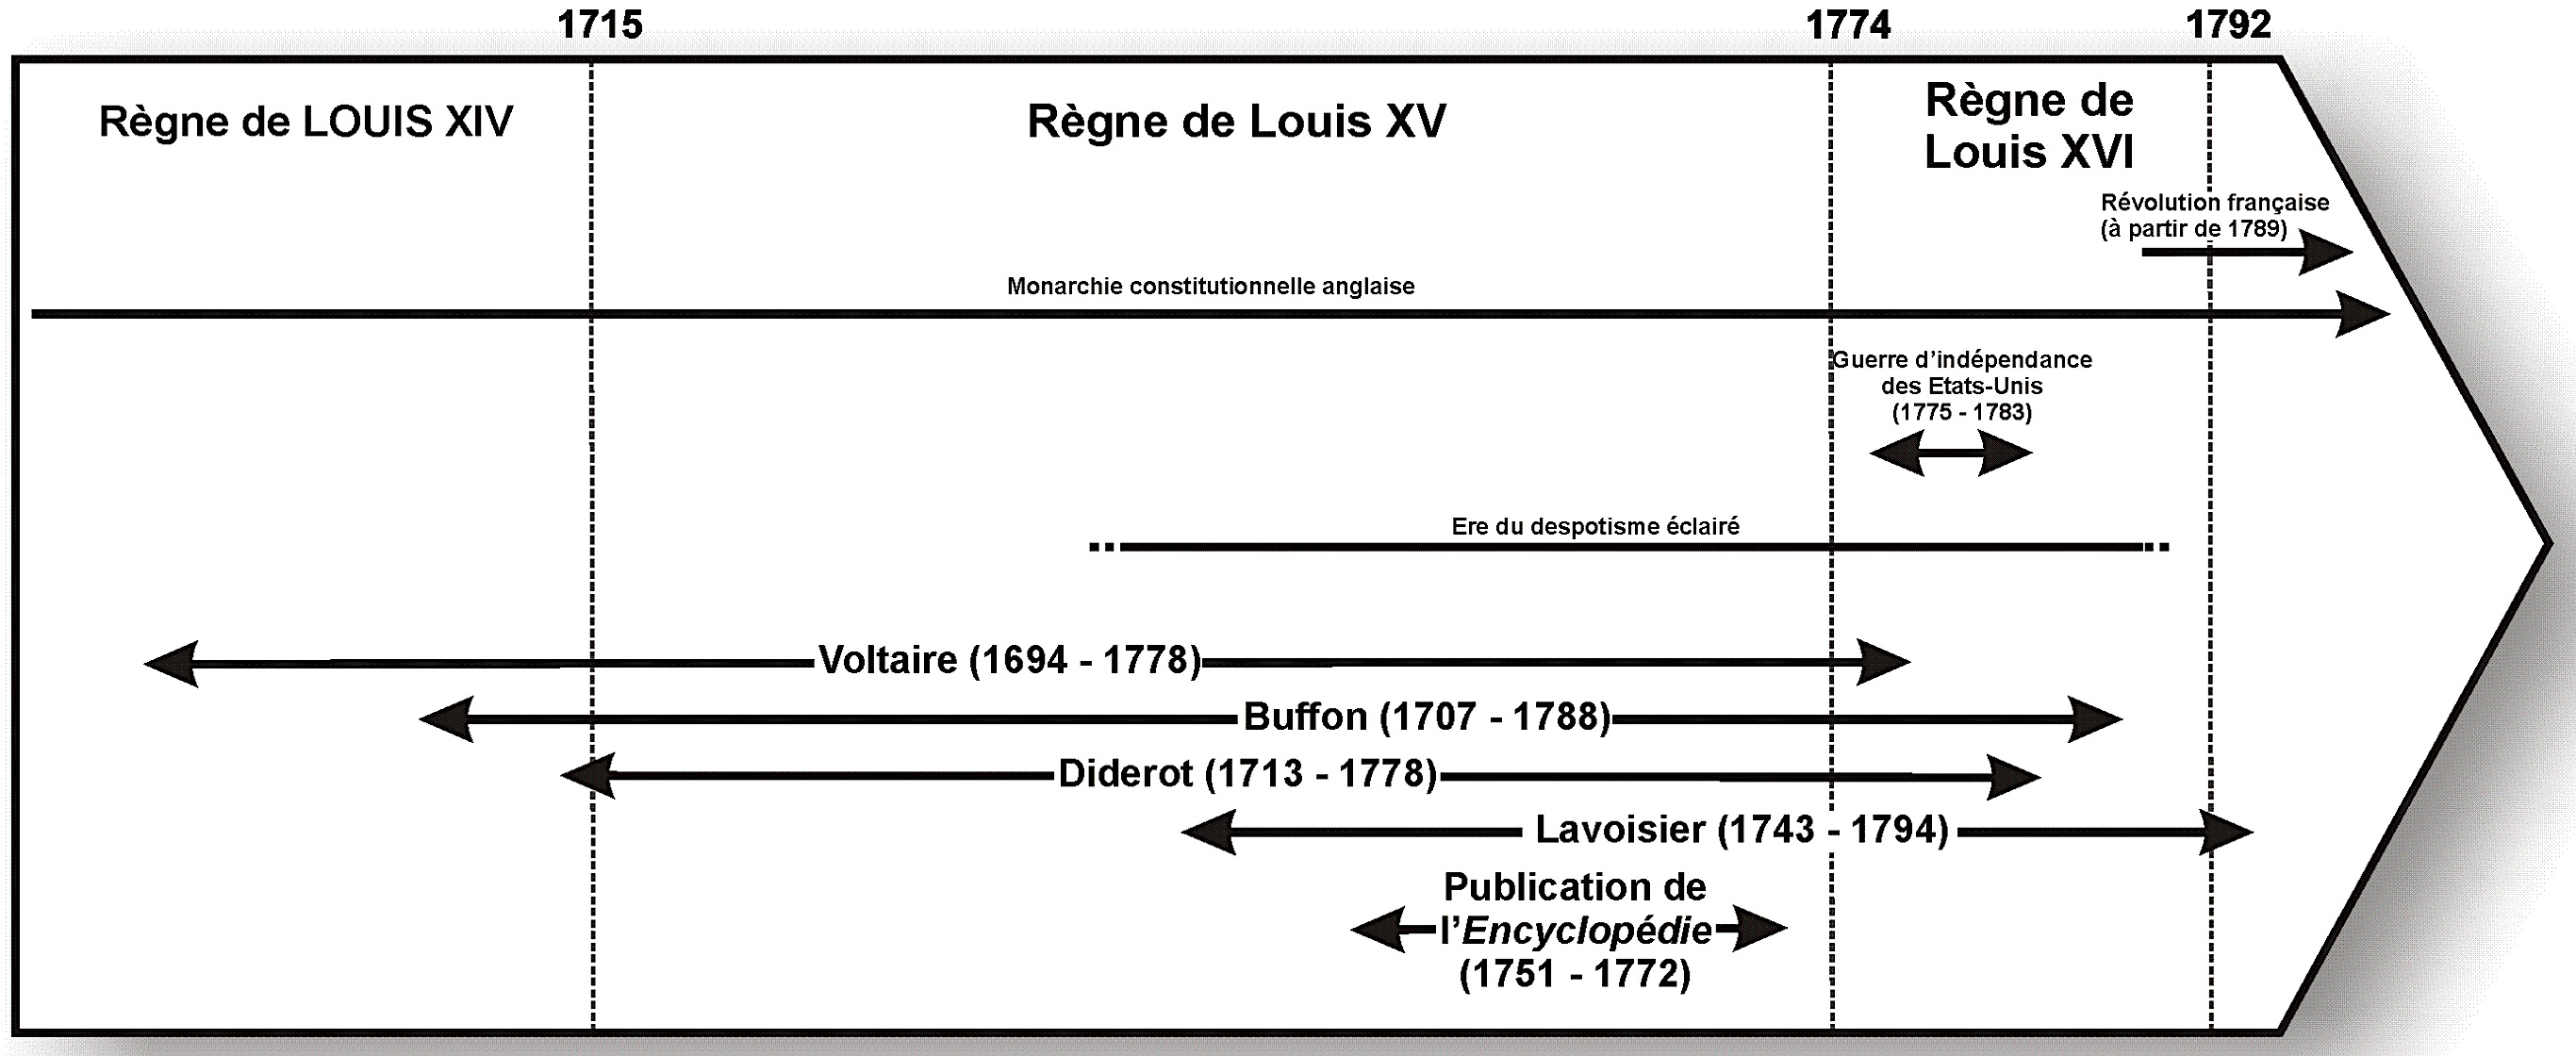 1715
1774
1792
Règne de LOUIS XIV
Règne de Louis XV
Règne de
Louis XVI
Révolution française
(à partir de 1789)
Monarchie constitutionnelle anglaise
Guerre d'indépendance
des Etats-Unis
(1775 - 1783)
Ere du despotisme éclairé
Voltaire (1694 - 1778)
Buffon (1707 - 1788)
Diderot (1713 - 1778)
Lavoisier (1743 - 1794)
Publication de
l'Encyclopédie
(1751 - 1772)